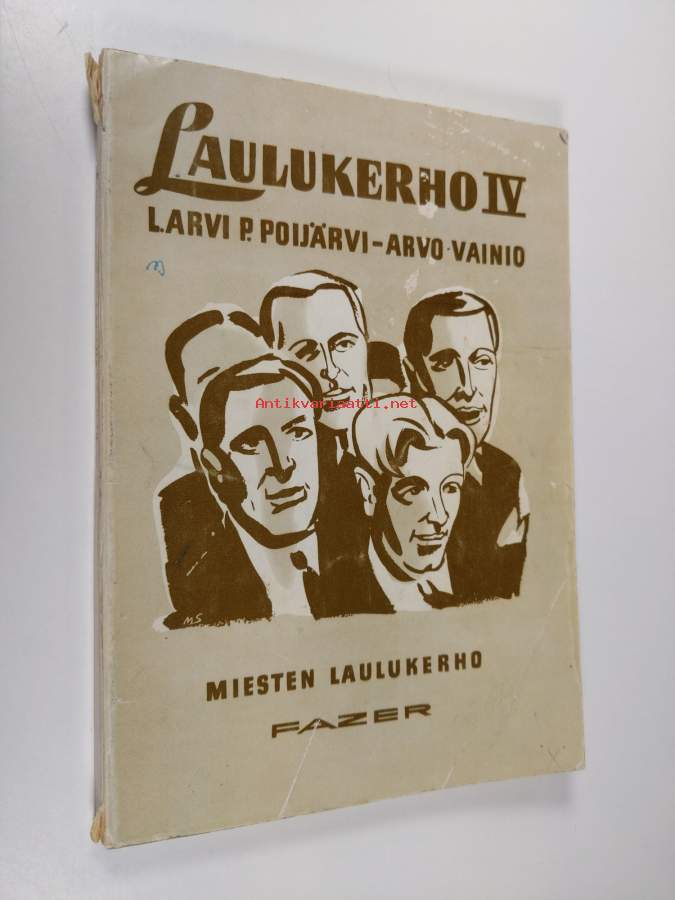 LAULUKERHO IV
L. ARVI P. POIJÄRVI - ARVO VAINIO
Antikvariaatti.net
MS
MIESTEN LAULUKERHO
FAZER